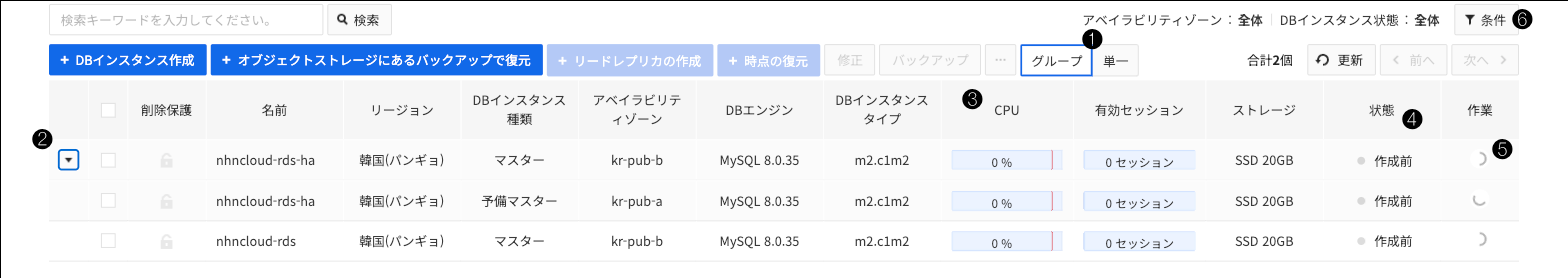 検索キーワードを入力してください。 検索 アベイラビリティゾーン : 全体 DBインスタンス状態 : 全体 条件 6
+ DBインスタンス作成 + オブジェクトストレージにあるバックアップで復元 + リードレプリカの作成 + 時点の復元 修正 バックアップ ··· グループ 1 単一 合計2個 更新 < 前へ 次へ >
削除保護 名前 リージョン DBインスタンス種類 アベイラビリティゾーン DBエンジン DBインスタンスタイプ 3 CPU 有効セッション ストレージ 状態 4 作業
2 nhncloud-rds-ha 韓国(パンギョ) マスター kr-pub-b MySQL 8.0.35 m2.c1m2 0 % 0 セッション SSD 20GB 作成前 5
nhncloud-rds-ha 韓国(パンギョ) 予備マスター kr-pub-a MySQL 8.0.35 m2.c1m2 0 % 0 セッション SSD 20GB 作成前
nhncloud-rds 韓国(パンギョ) マスター kr-pub-b MySQL 8.0.35 m2.c1m2 0 % 0 セッション SSD 20GB 作成前